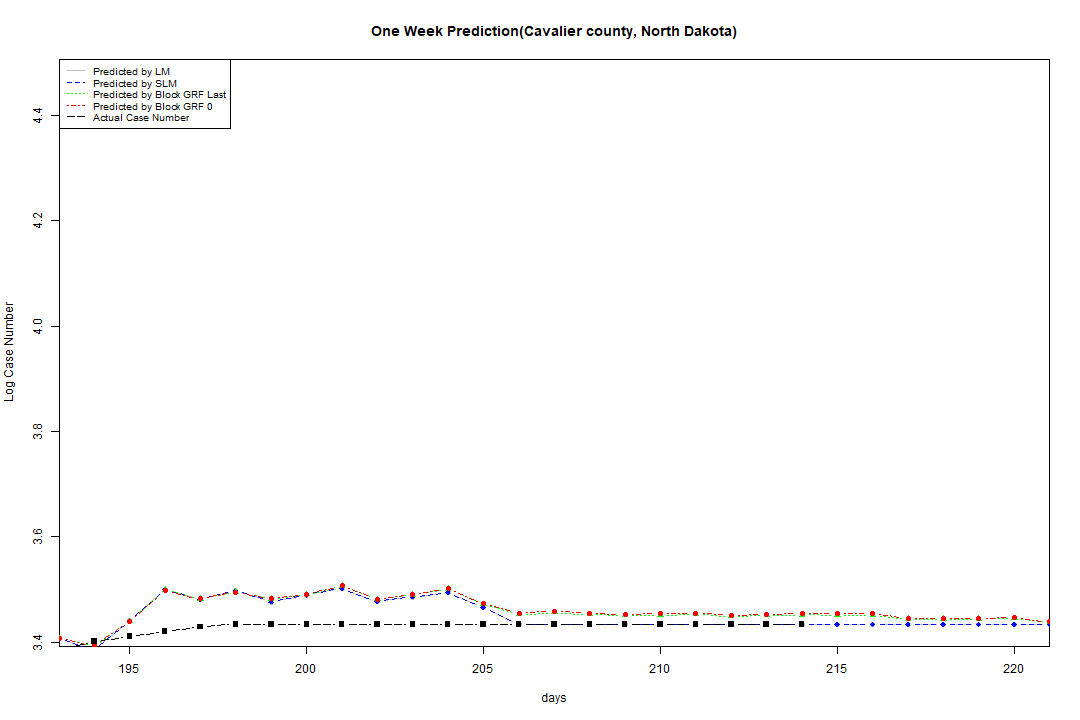 One Week Prediction(Cavalier county, North Dakota)
Predicted by LM
Predicted by SLM
Predicted by Block GRF Last
Predicted by Block GRF 0
Actual Case Number
Log Case Number
4.4
4.2
4.0
3.8
3.6
3.4
195 200 205 210 215 220
days